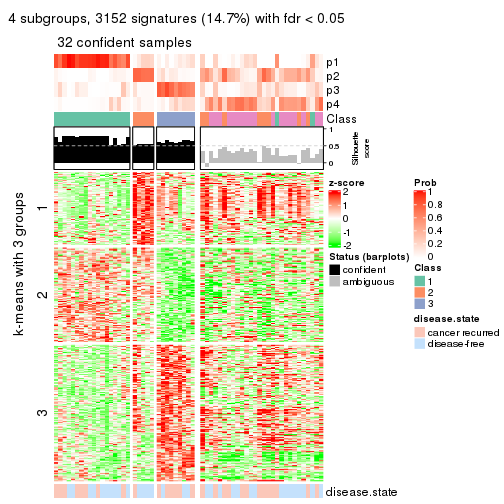 4 subgroups, 3152 signatures (14.7%) with fdr < 0.05
32 confident samples
p1
p2
p3
p4
Class
1
0.5
0
Silhouette
score
k-means with 3 groups
1
2
3
disease.state
z-score
2
1
0
-1
-2
Status (barplots)
confident
ambiguous
Prob
1
0.8
0.6
0.4
0.2
0
Class
1
2
3
disease.state
cancer recurred
disease-free